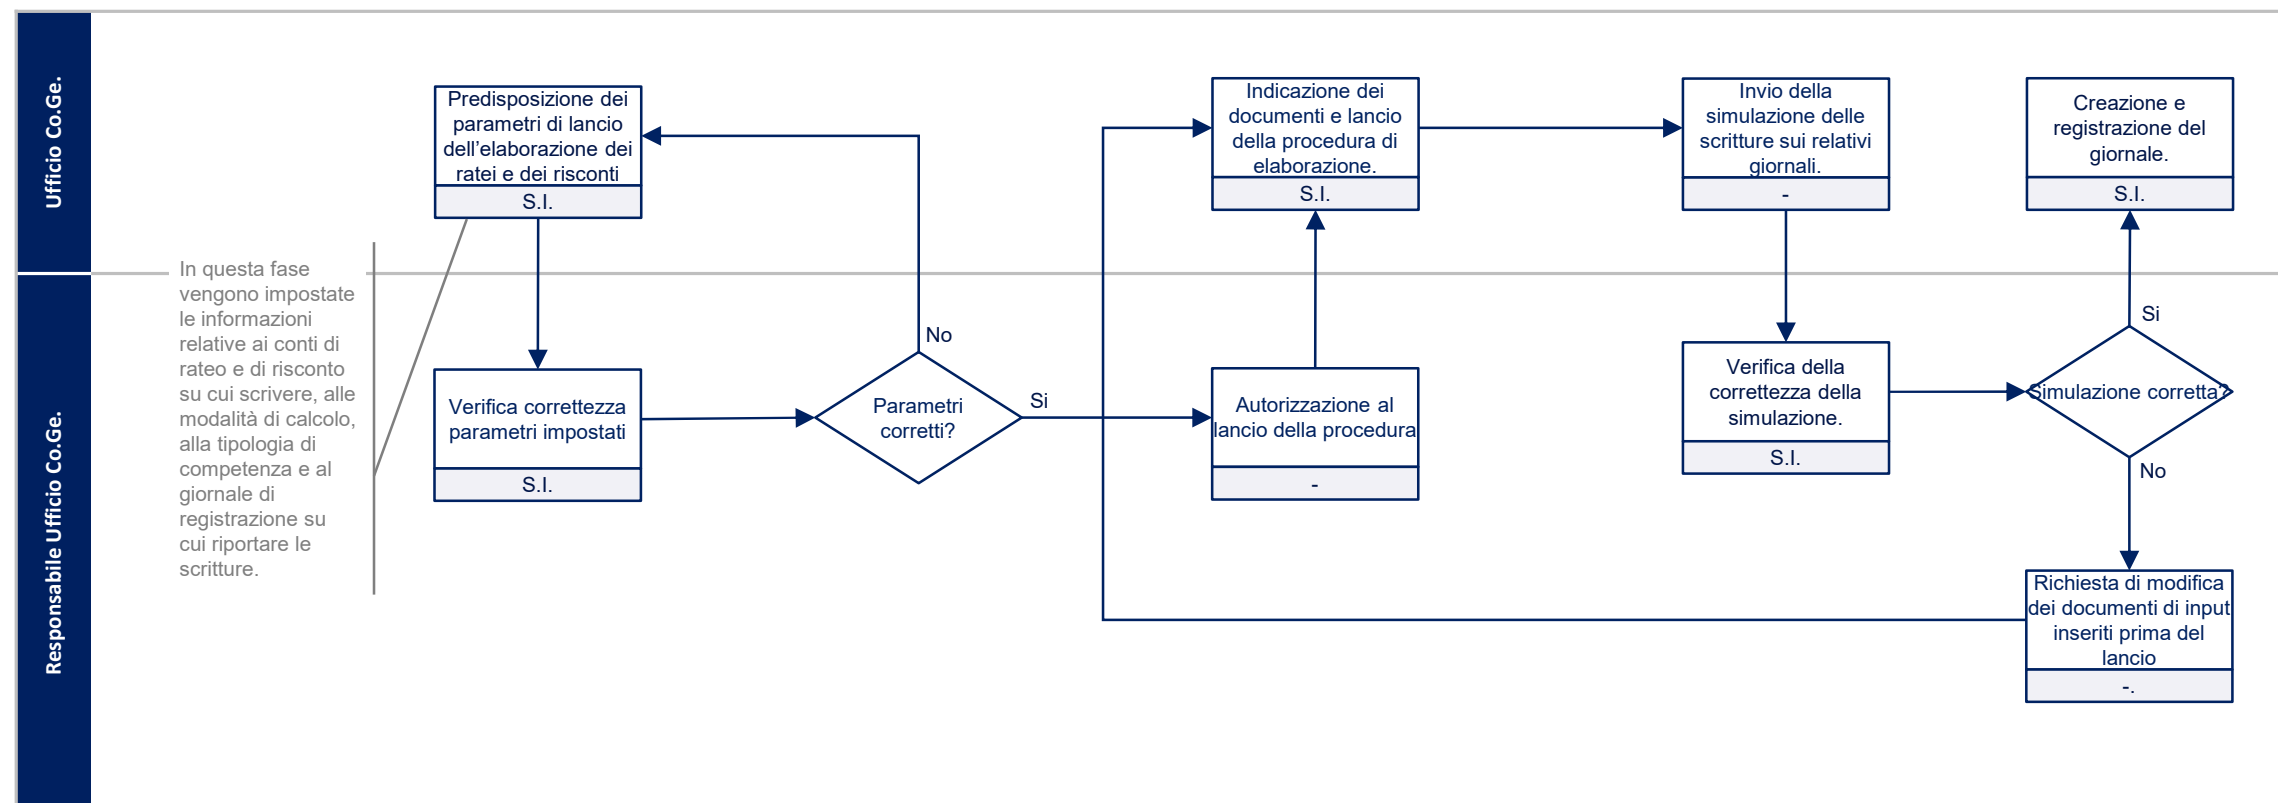 Ufficio Co.Ge.
Predisposizione dei
parametri di lancio
dell'elaborazione dei
ratei e dei risconti
S.I.
Indicazione dei
documenti e lancio
della procedura di
elaborazione.
S.I.
Invio della
simulazione delle
scritture sui relativi
giornali.
-
Creazione e
registrazione del
giornale.
S.I.
Responsabile Ufficio Co.Ge.
In questa fase
vengono impostate
le informazioni
relative ai conti di
rateo e di risconto
su cui scrivere, alle
modalità di calcolo,
alla tipologia di
competenza e al
giornale di
registrazione su
cui riportare le
scritture.
Verifica correttezza
parametri impostati
S.I.
No
Parametri
corretti?
Si
Autorizzazione al
lancio della procedura
-
Verifica della
correttezza della
simulazione.
S.I.
Si
Simulazione corretta?
No
Richiesta di modifica
dei documenti di input
inseriti prima del
lancio
-.